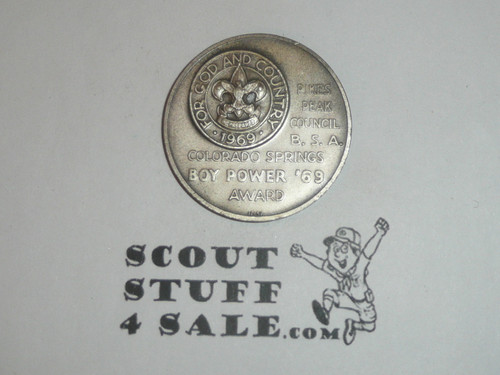 FOR GOD AND COUNTRY
1969
PIKES
PEAK
COUNCIL
B. S. A.
COLORADO SPRINGS
BOY POWER '69
AWARD
SCOUT
STUFF
4 SALE.com